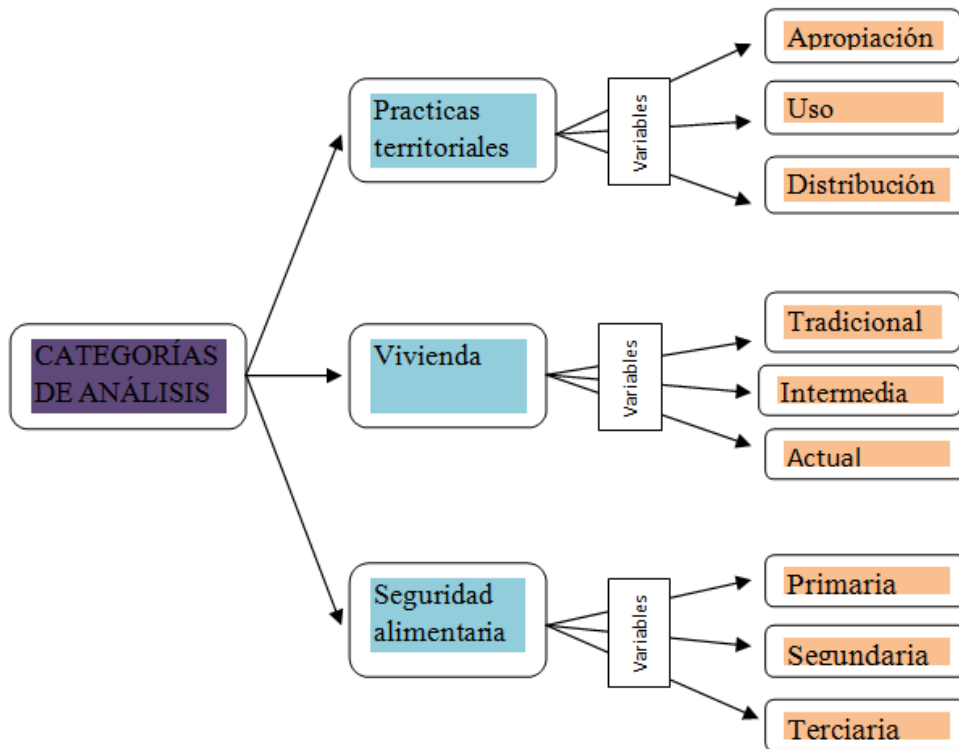 CATEGORÍAS
DE ANÁLISIS
Practicas
territoriales
Variables
Apropiación
Uso
Distribución
Vivienda
Variables
Tradicional
Intermedia
Actual
Seguridad
alimentaria
Variables
Primaria
Segundaria
Terciaria